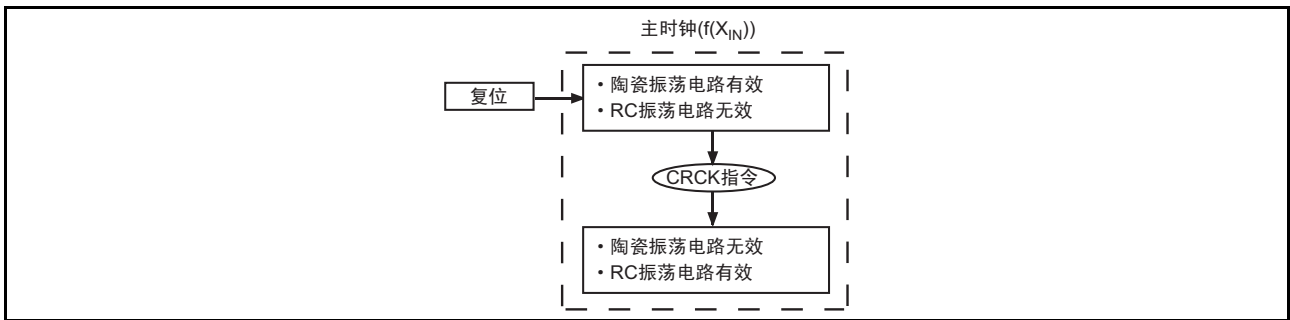 主时钟(f(XIN))
复位
・陶瓷振荡电路有效
・RC振荡电路无效
CRCK指令
・陶瓷振荡电路无效
・RC振荡电路有效